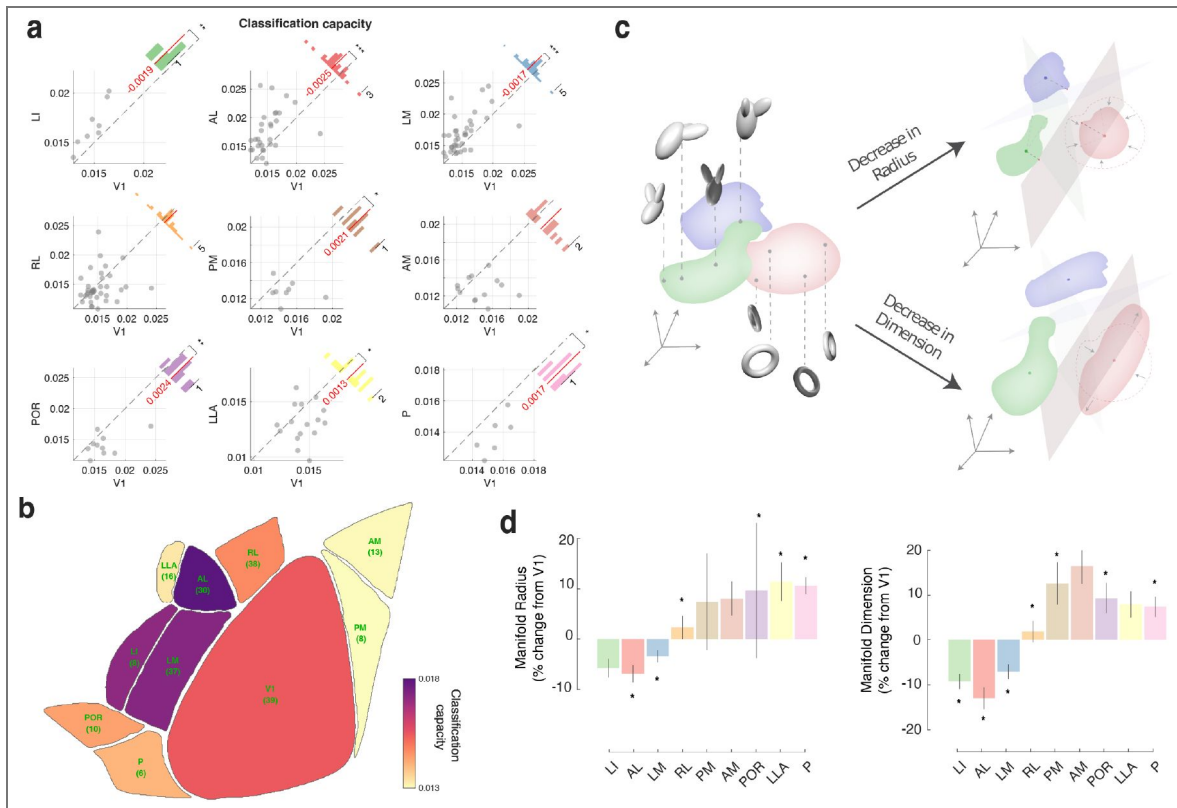 a
Classification capacity
LI
0.02
0.015
0.015 0.02
V1
-0.0019
1
**
AL
0.025
0.02
0.015
0.015 0.02 0.025
V1
-0.0025
3
***
LM
0.025
0.02
0.015
0.015 0.02 0.025
V1
-0.0017
5
***
RL
0.025
0.02
0.015
0.015 0.02 0.025
V1
5
PM
0.02
0.016
0.012
0.012 0.016 0.02
V1
0.0021
1
*
AM
0.02
0.016
0.012
0.012 0.016 0.02
V1
2
POR
0.025
0.02
0.015
0.015 0.02 0.025
V1
0.0024
1
**
LLA
0.015
0.01
0.01 0.015
V1
0.0013
2
*
P
0.018
0.016
0.014
0.012
0.014 0.016 0.018
V1
0.0017
1
*
b
LLA
(16)
AL
(30)
RL
(38)
AM
(13)
LI
LM
(37)
V1
(39)
PM
(8)
POR
(10)
P
(6)
0.018
Classification
capacity
0.013
c
Decrease in
Radius
Decrease in
Dimension
d
Manifold Radius
(% change from V1)
20
10
0
-10
LI AL LM RL PM AM POR LLA P
* * * * * *
Manifold Dimension
(% change from V1)
20
10
0
-10
-20
LI AL LM RL PM AM POR LLA P
* * * * * * *